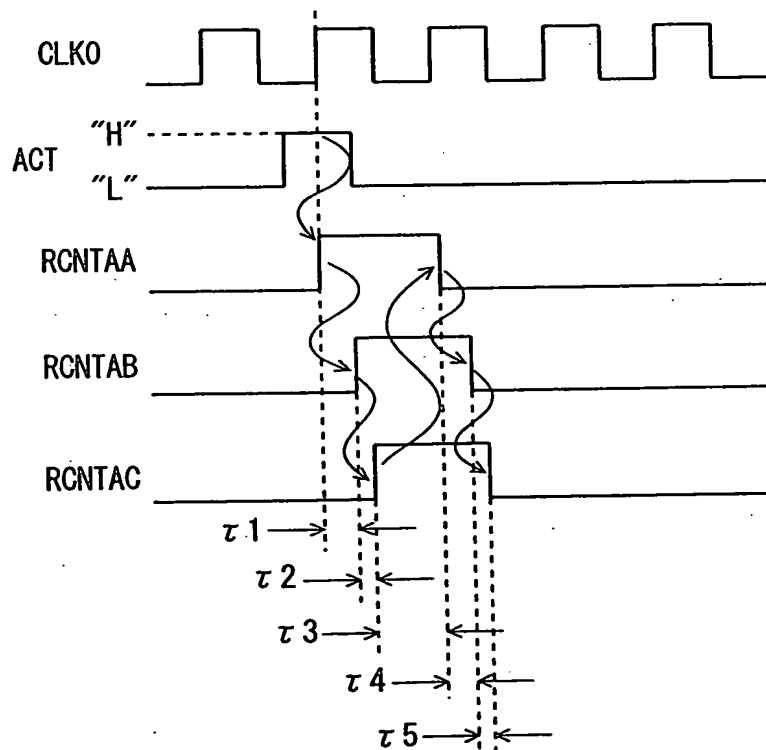 CLK0
"H"
ACT
"L"
RCNTAA
RCNTAB
RCNTAC
τ1
τ2
τ3
τ4
τ5